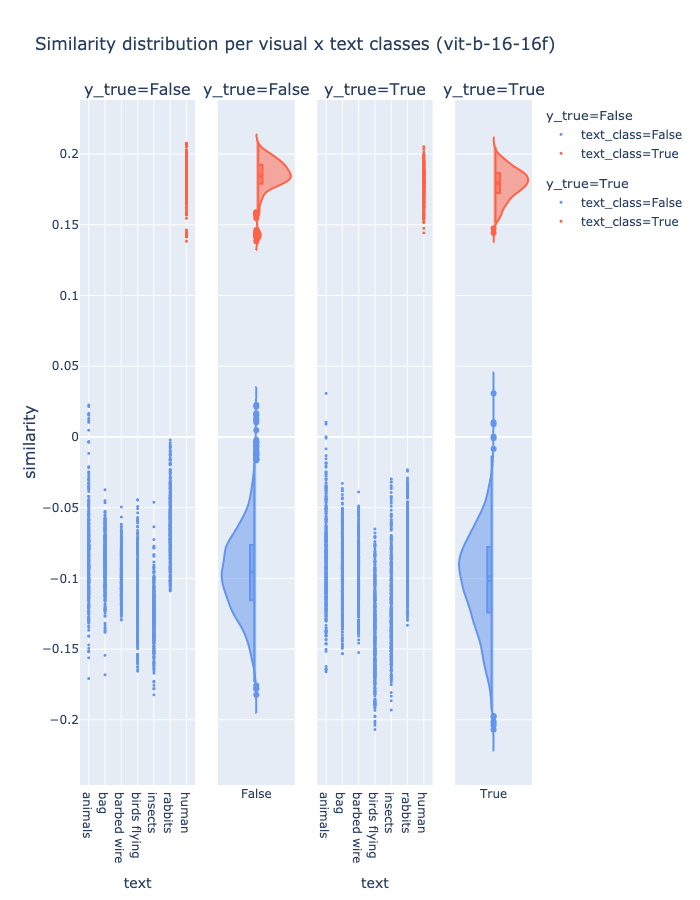 Similarity distribution per visual x text classes (vit-b-16-16f)
y_true=False
y_true=False
y_true=True
y_true=True
y_true=False
text_class=False
text_class=True
y_true=True
text_class=False
text_class=True
similarity
0.2
0.15
0.1
0.05
0
−0.05
−0.1
−0.15
−0.2
animals
bag
barbed wire
birds flying
insects
rabbits
human
text
False
animals
bag
barbed wire
birds flying
insects
rabbits
human
text
True